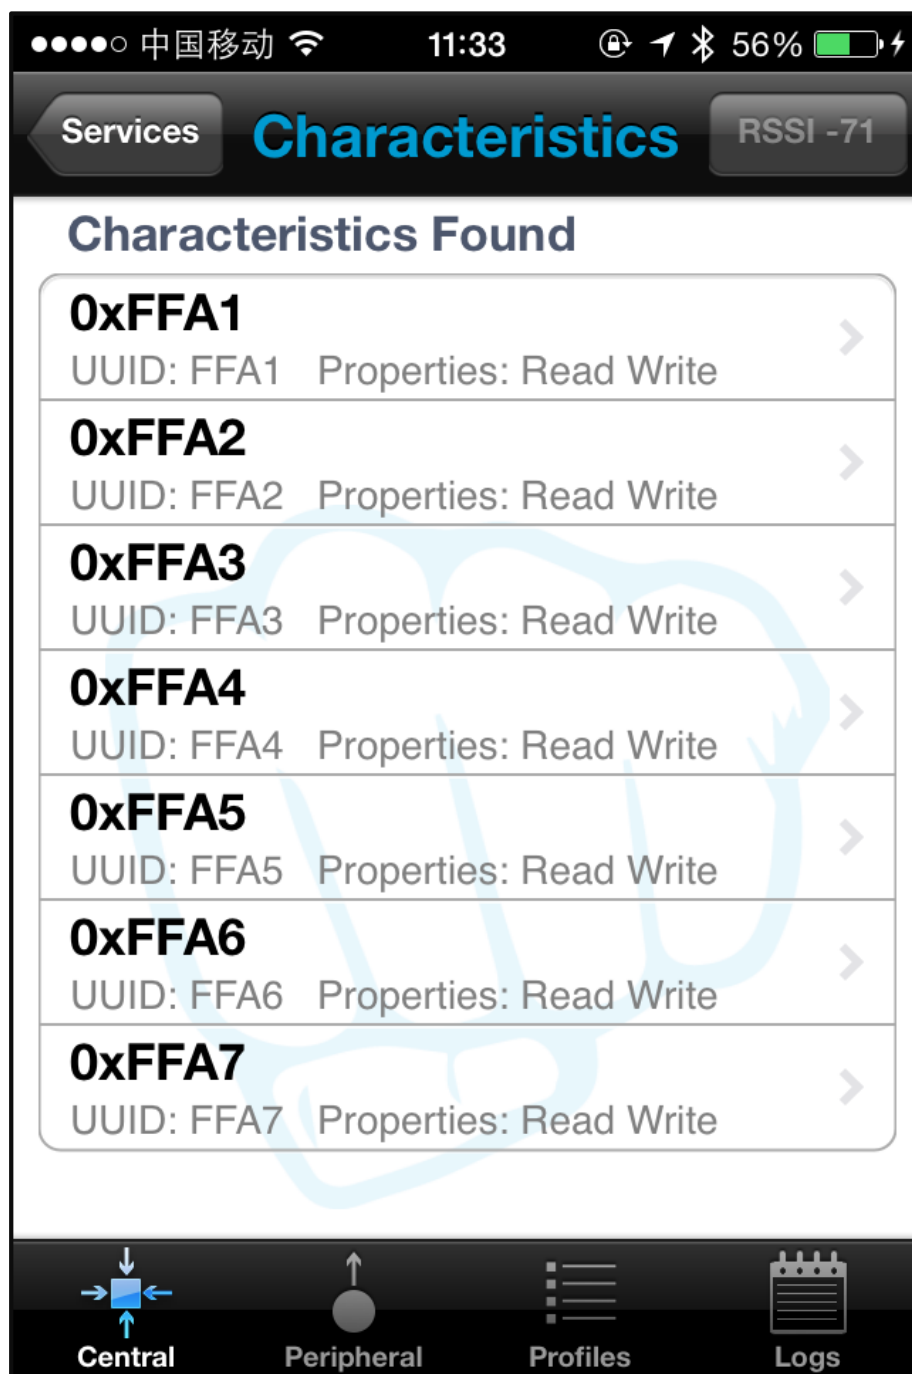 中国移动 11:33 56%
Services Characteristics RSSI -71
Characteristics Found
0xFFA1
UUID: FFA1 Properties: Read Write
0xFFA2
UUID: FFA2 Properties: Read Write
0xFFA3
UUID: FFA3 Properties: Read Write
0xFFA4
UUID: FFA4 Properties: Read Write
0xFFA5
UUID: FFA5 Properties: Read Write
0xFFA6
UUID: FFA6 Properties: Read Write
0xFFA7
UUID: FFA7 Properties: Read Write
Central Peripheral Profiles Logs